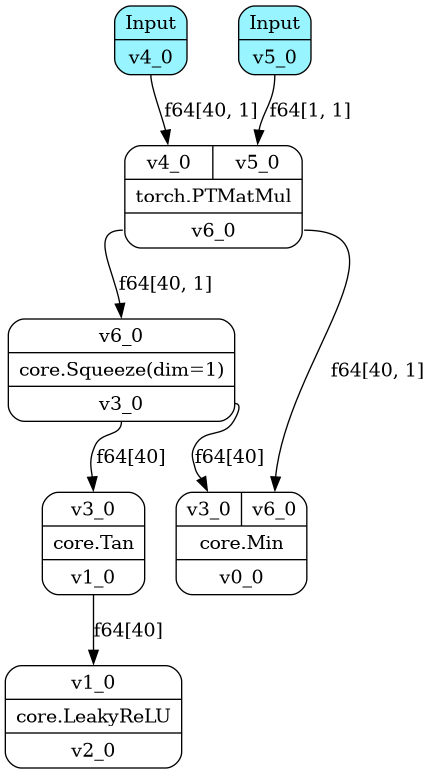 Input
v4_0
Input
v5_0
f64[40, 1]
f64[1, 1]
v4_0
v5_0
torch.PTMatMul
v6_0
f64[40, 1]
v6_0
core.Squeeze(dim=1)
v3_0
f64[40, 1]
f64[40]
f64[40]
v3_0
core.Tan
v1_0
v3_0
v6_0
core.Min
v0_0
f64[40]
v1_0
core.LeakyReLU
v2_0